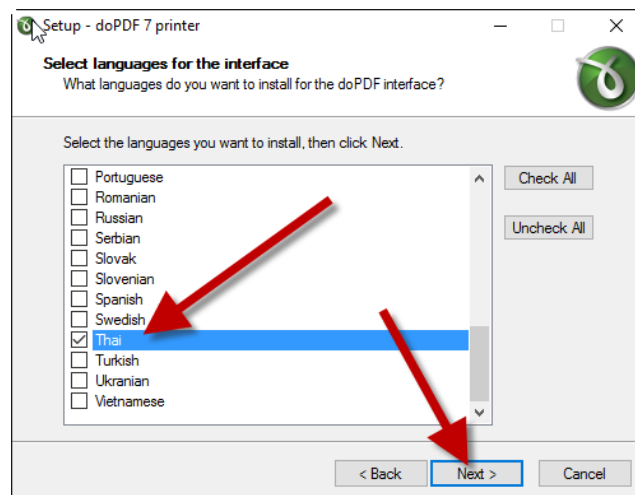 Setup - doPDF 7 printer
Select languages for the interface
What languages do you want to install for the doPDF interface?
Select the languages you want to install, then click Next.
Portuguese
Romanian
Russian
Serbian
Slovak
Slovenian
Spanish
Swedish
Thai
Turkish
Ukranian
Vietnamese
Check All
Uncheck All
< Back
Next >
Cancel